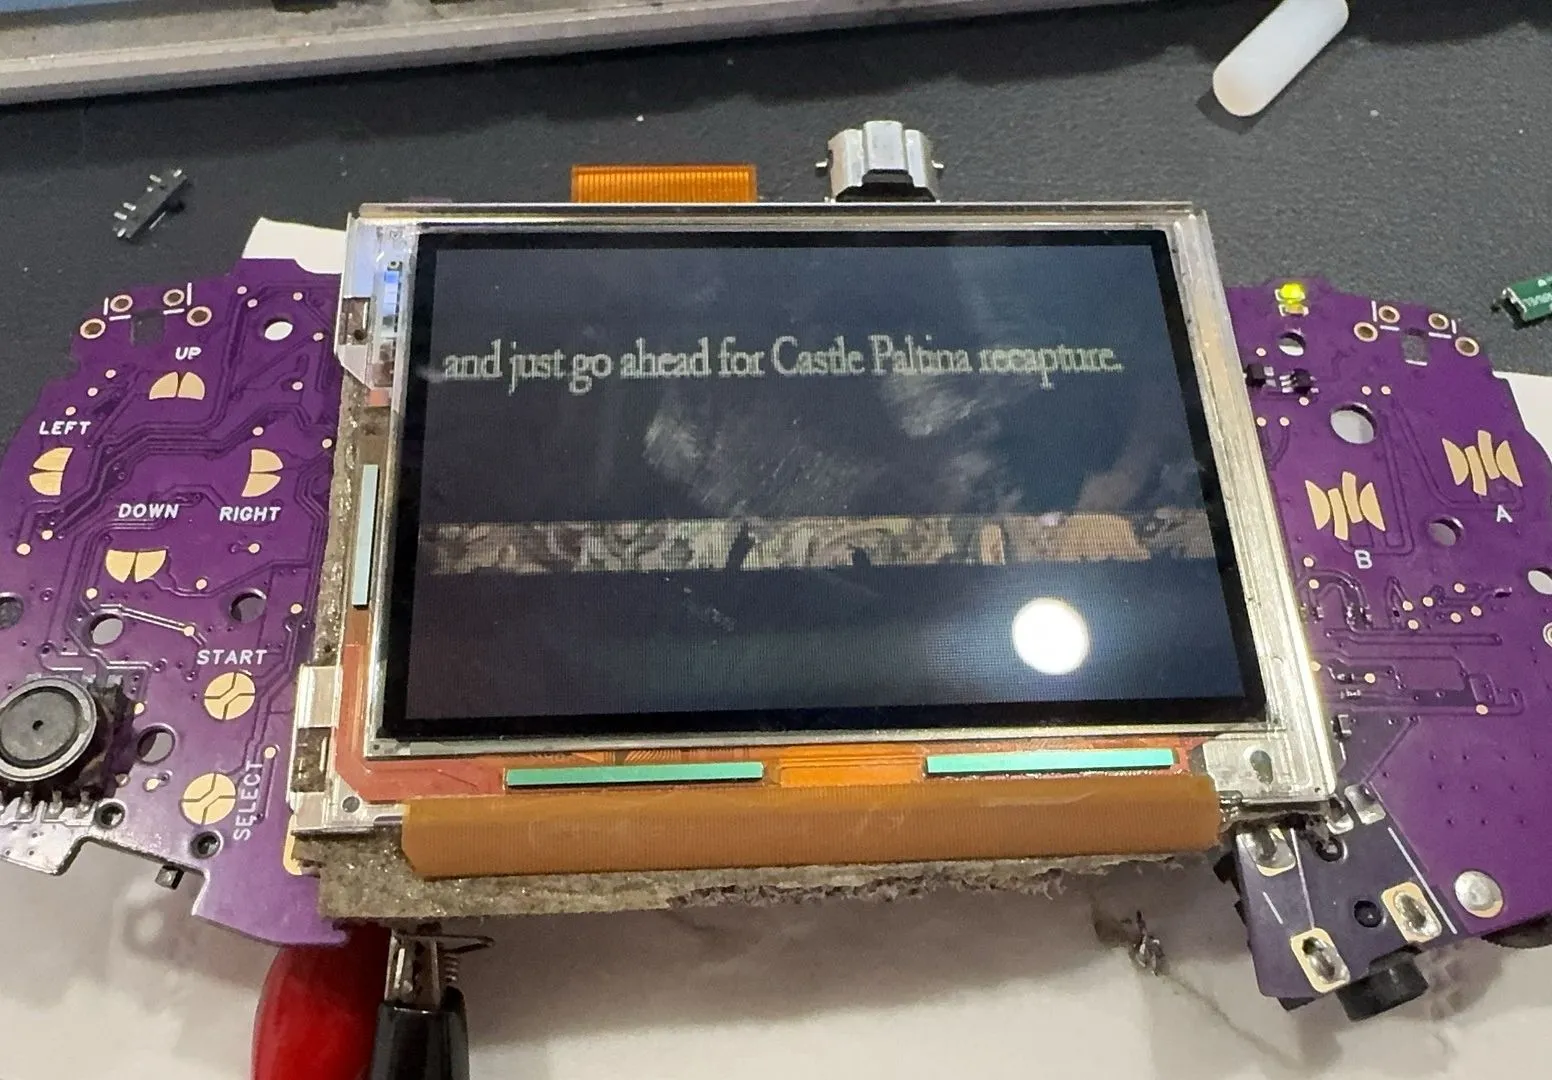 and just go ahead for Castle Paltina recapture.
UP
LEFT
DOWN
RIGHT
START
SELECT
A
B